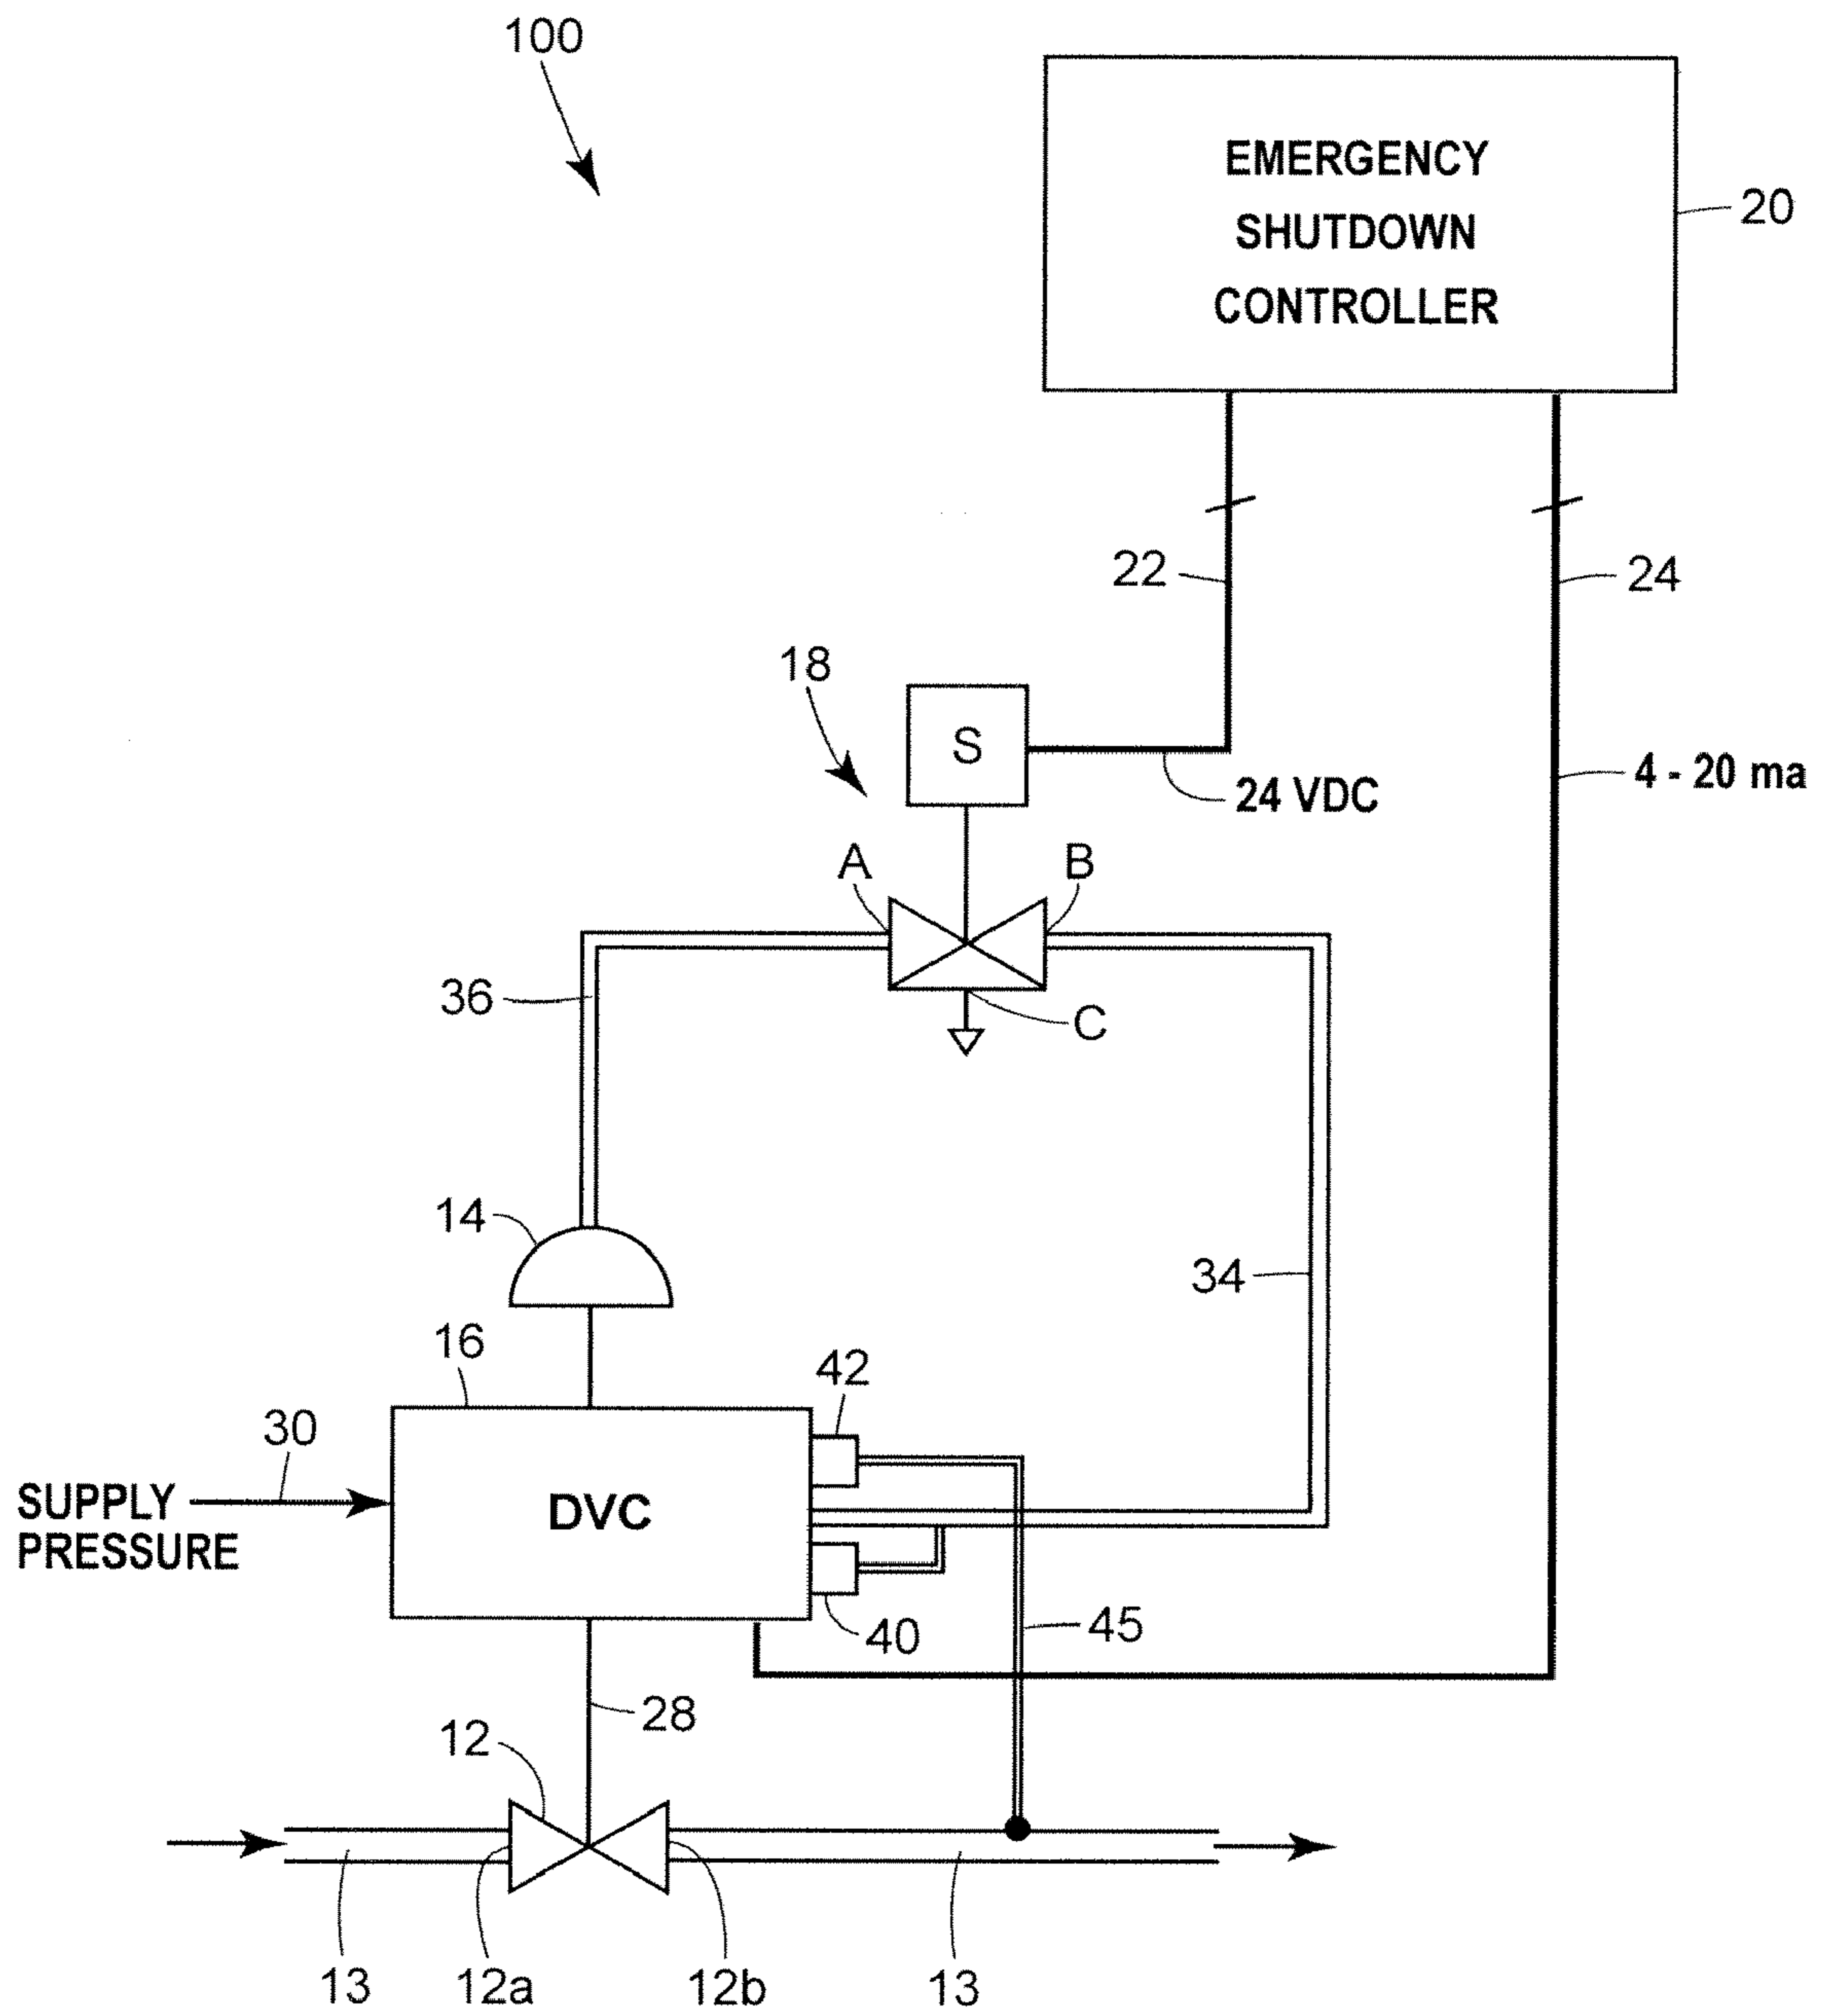 100
EMERGENCY
SHUTDOWN
CONTROLLER
20
22
24
18
S
24 VDC
4 - 20 ma
A
B
36
C
14
34
16
42
30
SUPPLY
PRESSURE
DVC
40
45
28
12
13
12a
12b
13